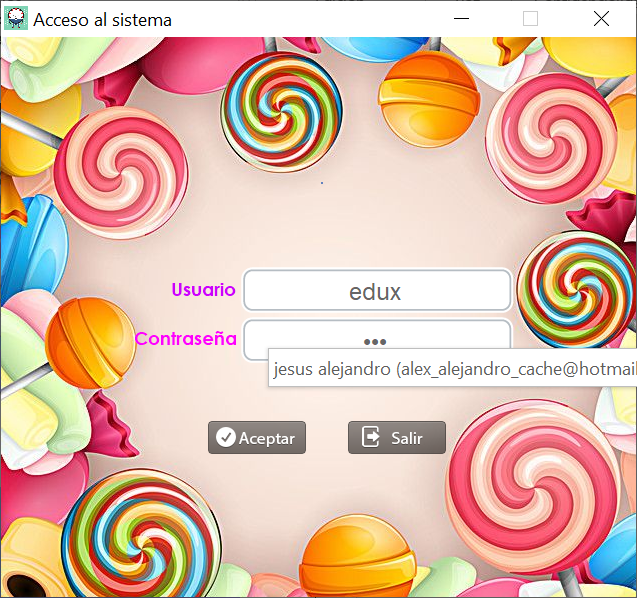 Acceso al sistema
Usuario
edux
Contraseña
•••
jesus alejandro (alex_alejandro_cache@hotmail
Aceptar
Salir